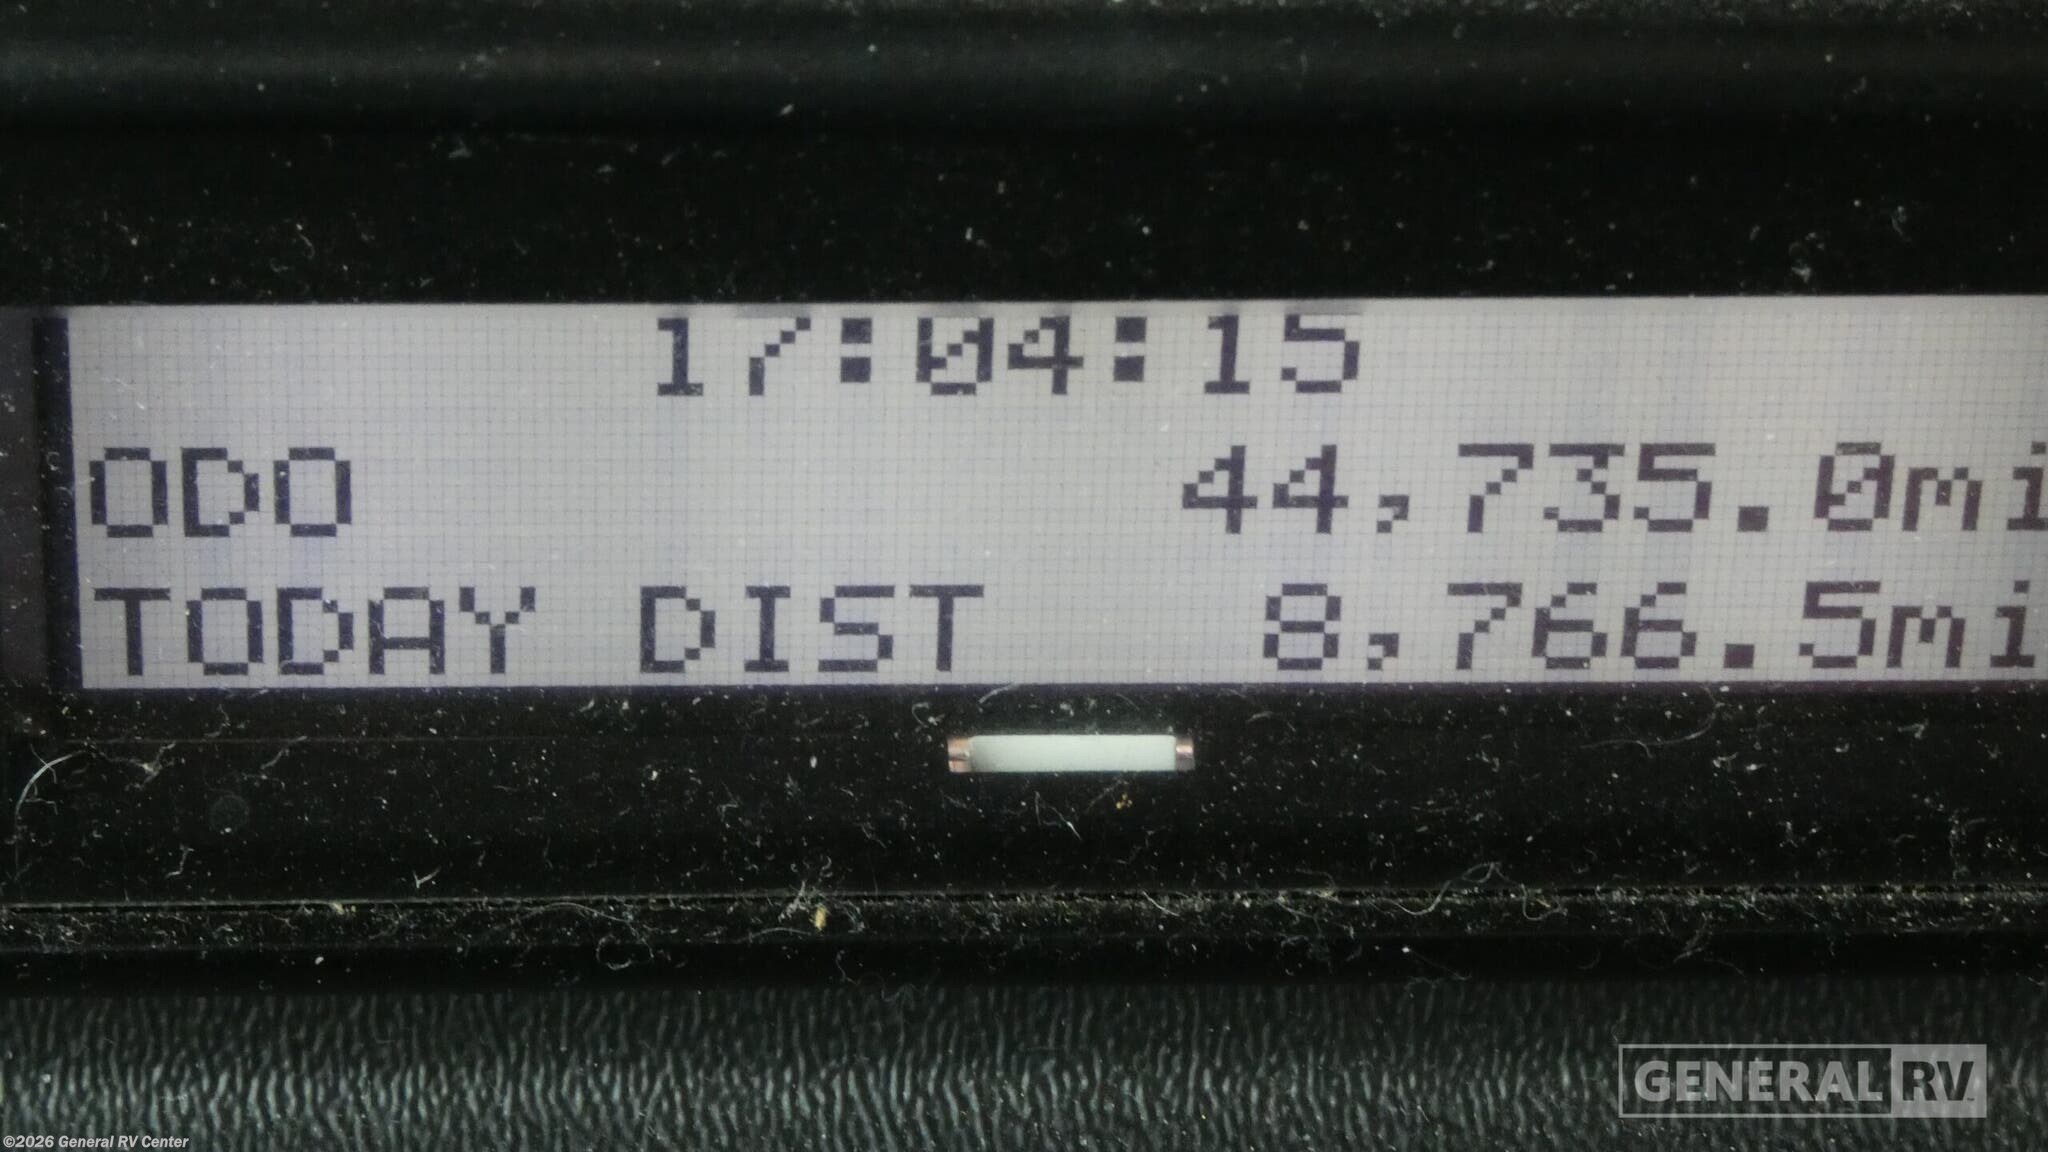 17:04:15
ODO 44,735.0mi
TODAY DIST 8,766.5mi
GENERAL RV
©2026 General RV Center